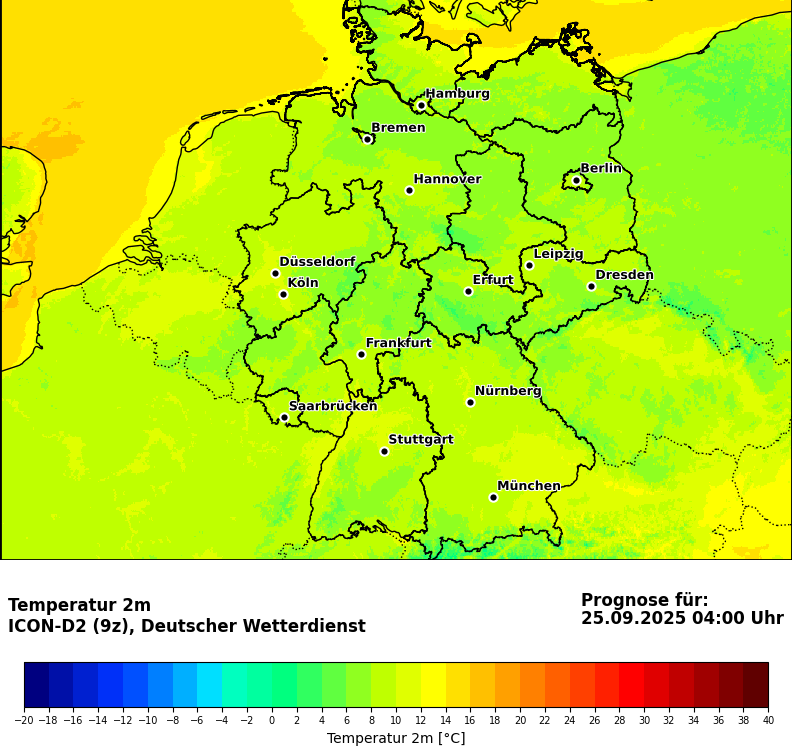 Hamburg
Bremen
Berlin
Hannover
Leipzig
Düsseldorf
Dresden
Köln
Erfurt
Frankfurt
Nürnberg
Saarbrücken
Stuttgart
München
Temperatur 2m
ICON-D2 (9z), Deutscher Wetterdienst
Prognose für:
25.09.2025 04:00 Uhr
−20 −18 −16 −14 −12 −10 −8 −6 −4 −2 0 2 4 6 8 10 12 14 16 18 20 22 24 26 28 30 32 34 36 38 40
Temperatur 2m [°C]